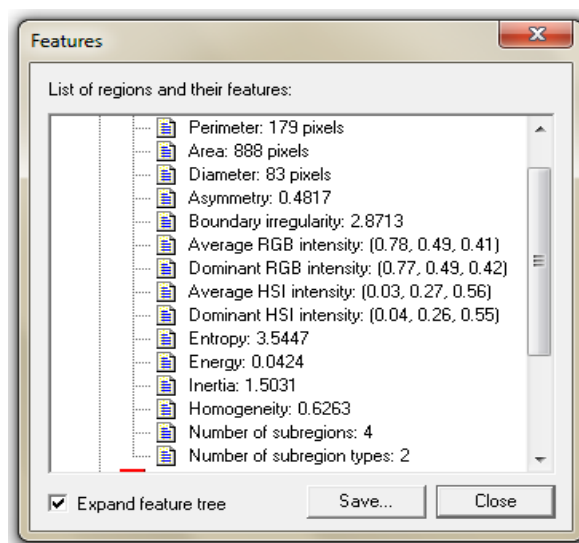 Features
List of regions and their features:
Perimeter: 179 pixels
Area: 888 pixels
Diameter: 83 pixels
Asymmetry: 0.4817
Boundary irregularity: 2.8713
Average RGB intensity: (0.78, 0.49, 0.41)
Dominant RGB intensity: (0.77, 0.49, 0.42)
Average HSI intensity: (0.03, 0.27, 0.56)
Dominant HSI intensity: (0.04, 0.26, 0.55)
Entropy: 3.5447
Energy: 0.0424
Inertia: 1.5031
Homogeneity: 0.6263
Number of subregions: 4
Number of subregion types: 2
Expand feature tree Save... Close